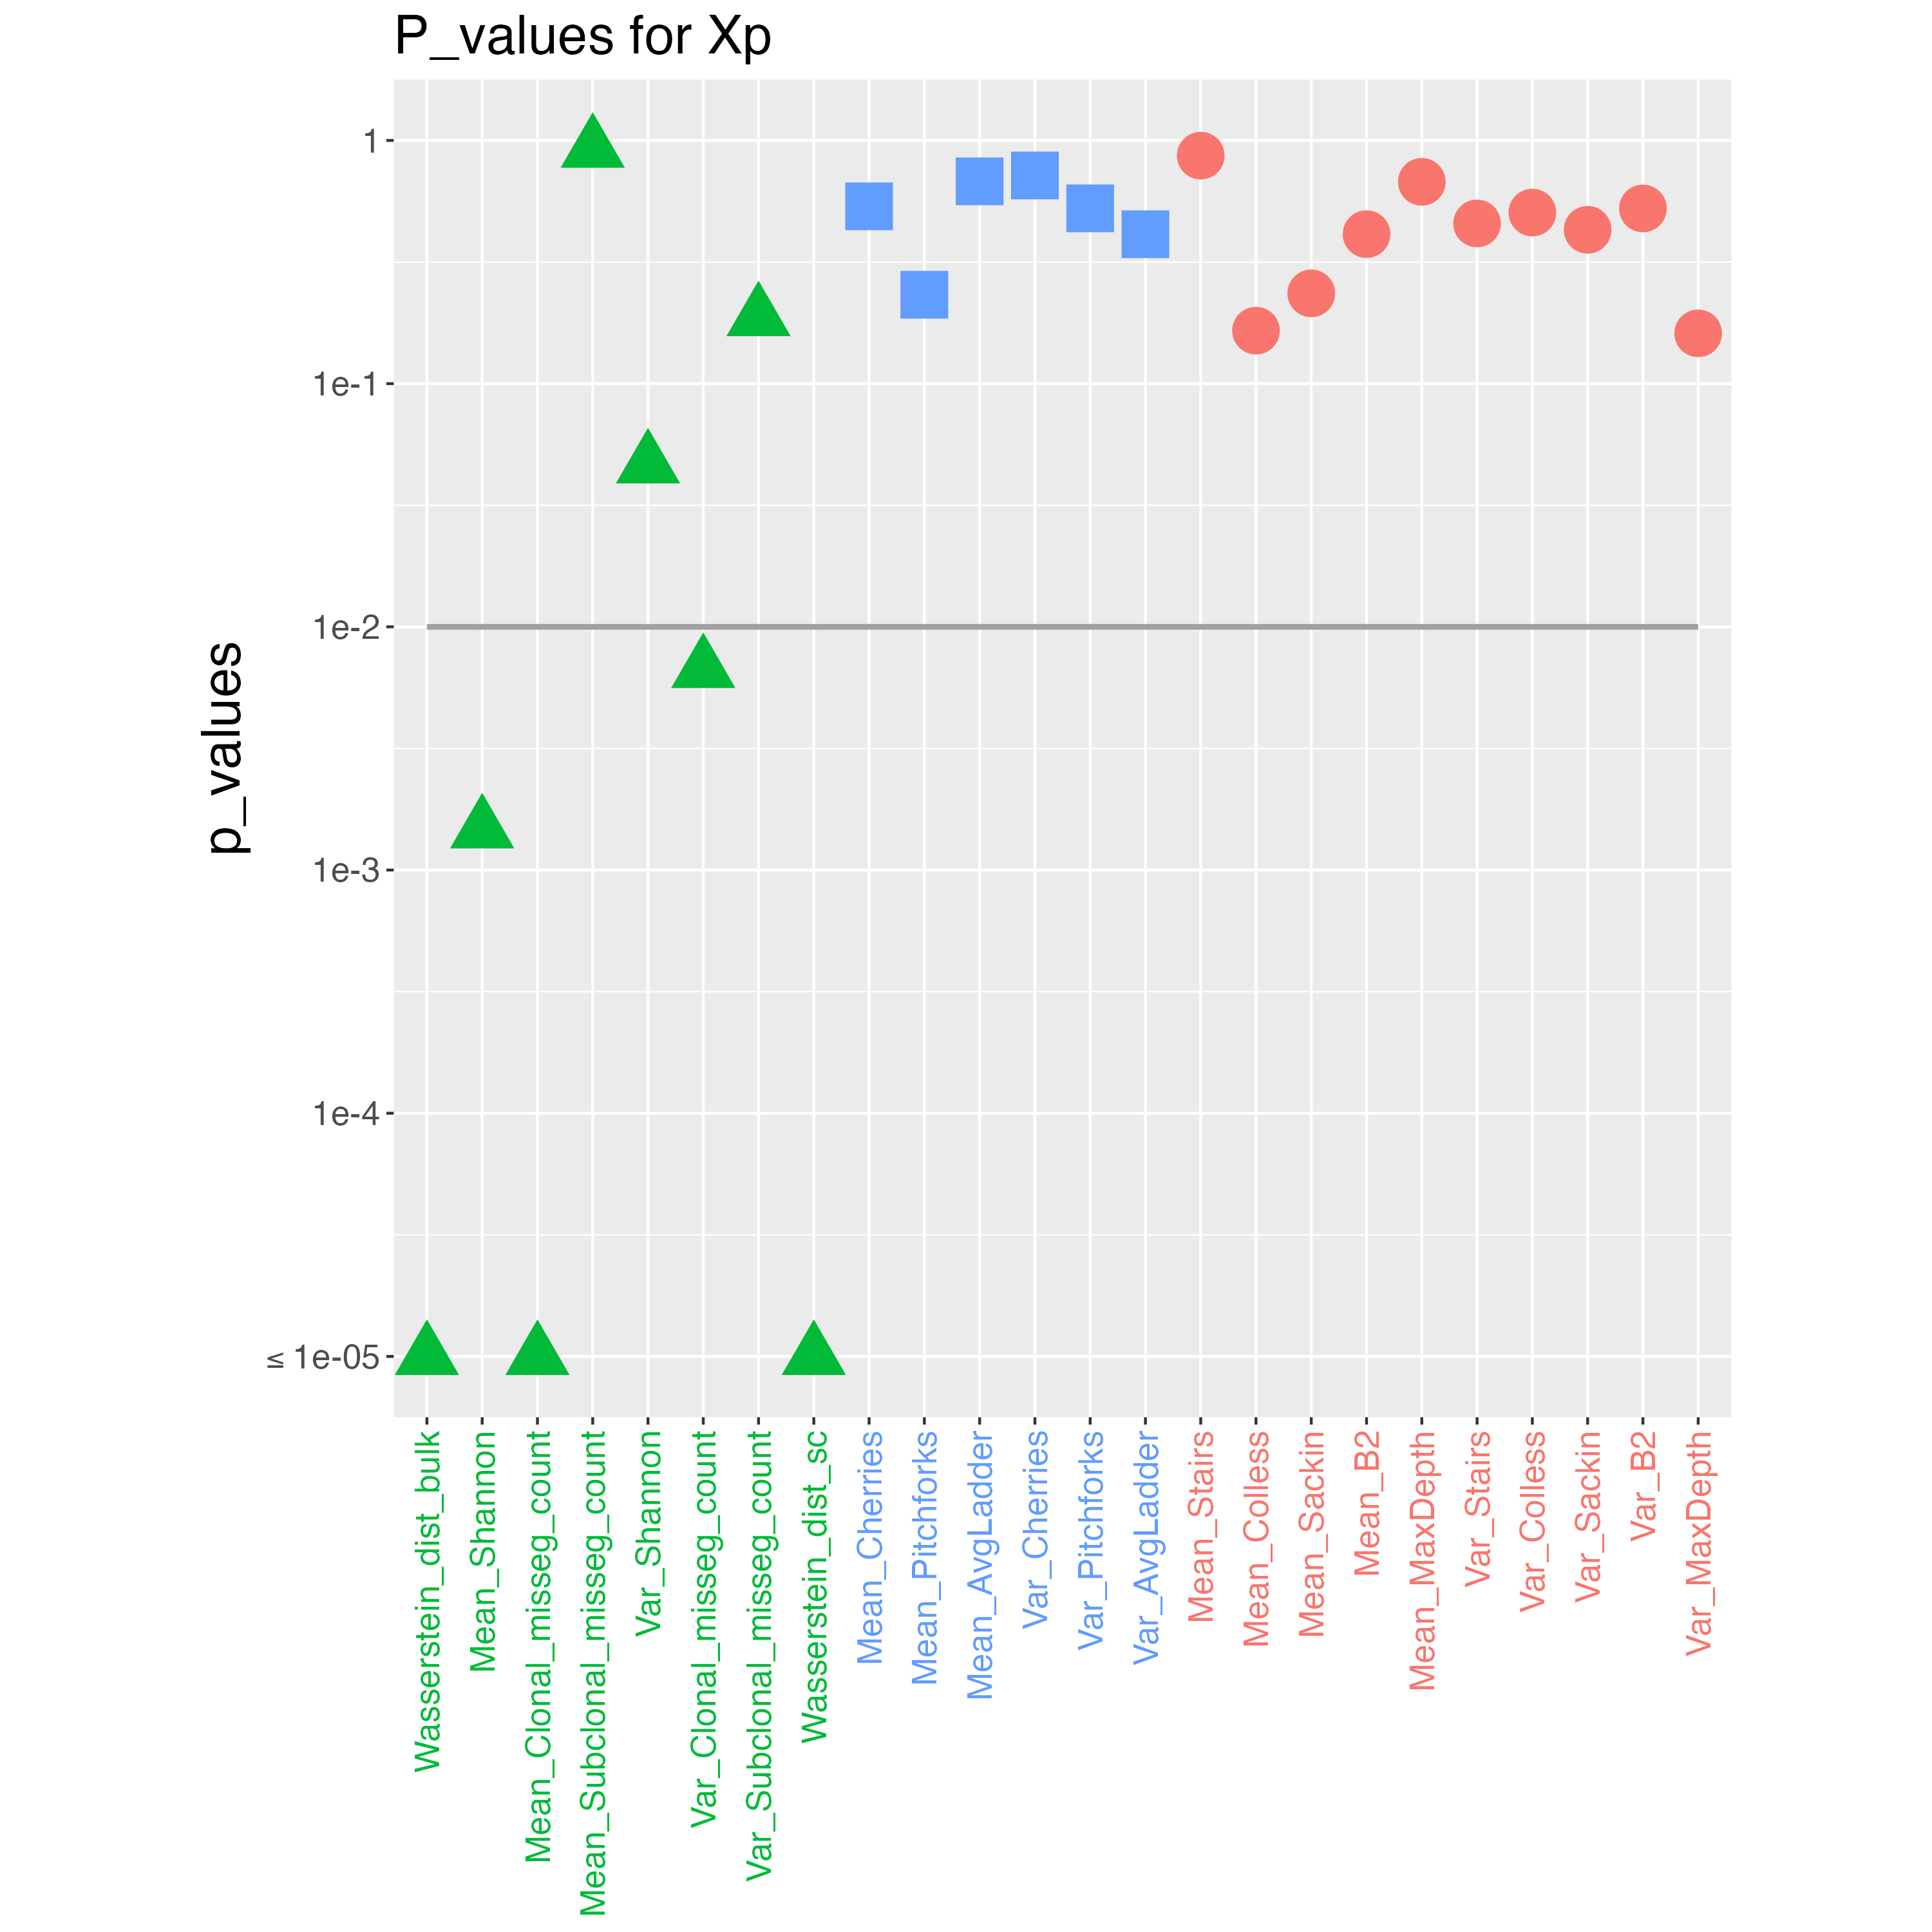 P_values for Xp
p_values
1
1e-1
1e-2
1e-3
1e-4
≤ 1e-05
Wasserstein_dist_bulk
Mean_Shannon
Mean_Clonal_misseg_count
Mean_Subclonal_misseg_count
Var_Shannon
Var_Clonal_misseg_count
Var_Subclonal_misseg_count
Wasserstein_dist_sc
Mean_Cherries
Mean_Pitchforks
Mean_AvgLadder
Var_Cherries
Var_Pitchforks
Var_AvgLadder
Mean_Stairs
Mean_Colless
Mean_Sackin
Mean_B2
Mean_MaxDepth
Var_Stairs
Var_Colless
Var_Sackin
Var_B2
Var_MaxDepth